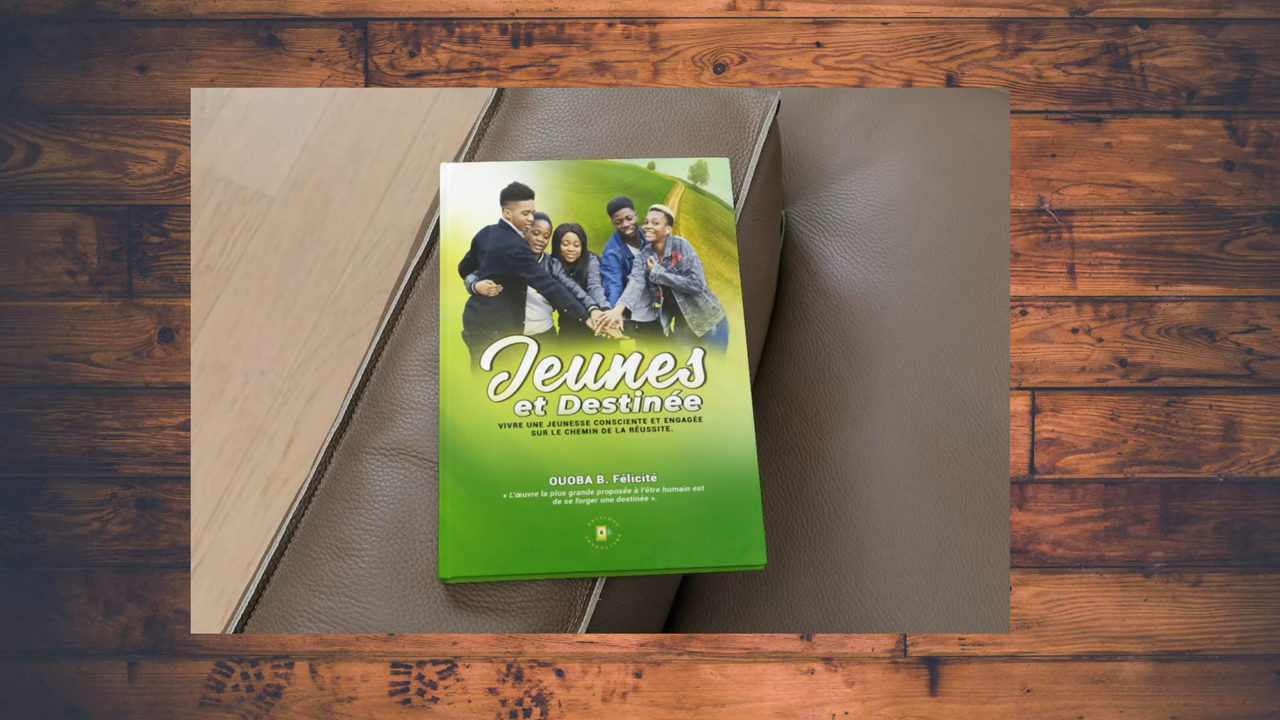 Jeunes
et Destinée
VIVRE UNE JEUNESSE CONSCIENTE ET ENGAGÉE
SUR LE CHEMIN DE LA RÉUSSITE.
OUOBA B. Félicité
« L'œuvre la plus grande proposée à l'être humain est
de se forger une destinée ».